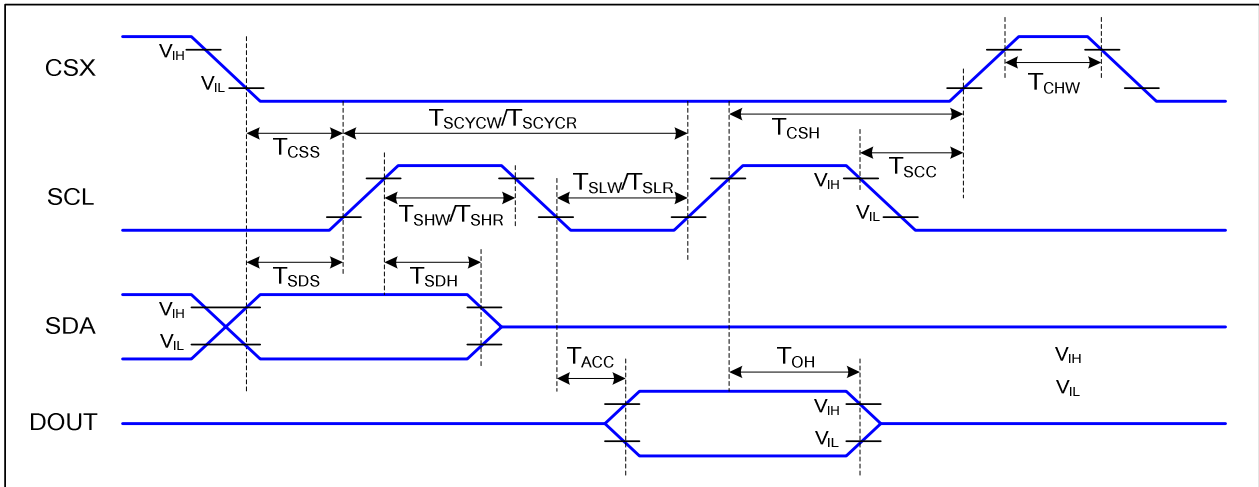 CSX
VIH
VIL
TCHW
TSCYCW/TSCYCR
TCSS
TCSH
TSCC
SCL
TSLW/TSLR
VIH
VIL
TSHW/TSHR
TSDS
TSDH
SDA
VIH
VIL
TACC
TOH
VIH
VIL
DOUT
VIH
VIL